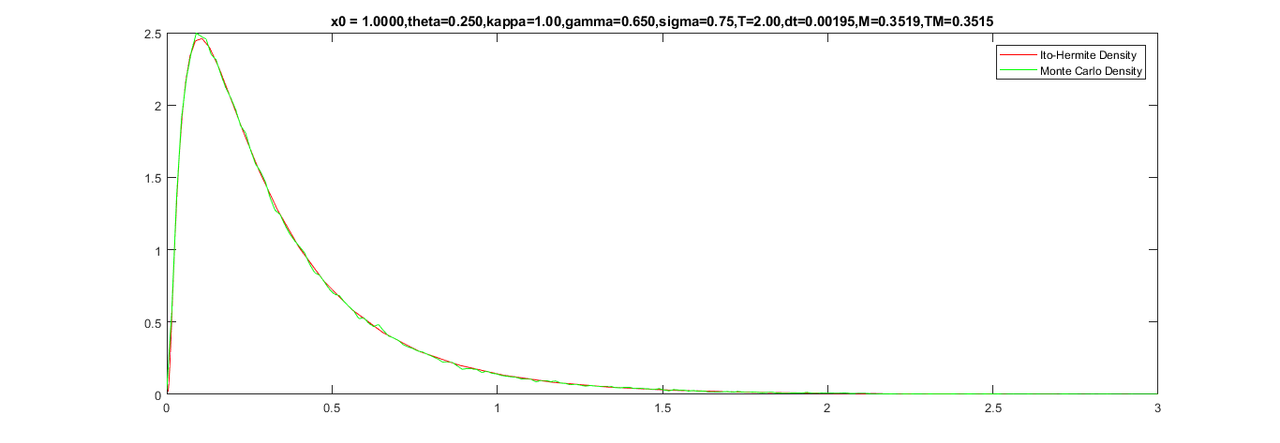 x0 = 1.0000,theta=0.250,kappa=1.00,gamma=0.650,sigma=0.75,T=2.00,dt=0.00195,M=0.3519,TM=0.3515
Ito-Hermite Density
Monte Carlo Density
2.5
2
1.5
1
0.5
0
0 0.5 1 1.5 2 2.5 3